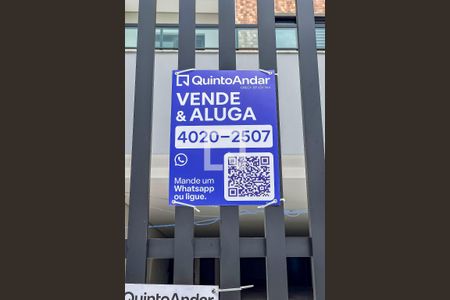 QuintoAndar
VENDE
& ALUGA
4020-2507
Mande um
Whatsapp
ou ligue.
QuintoAndar